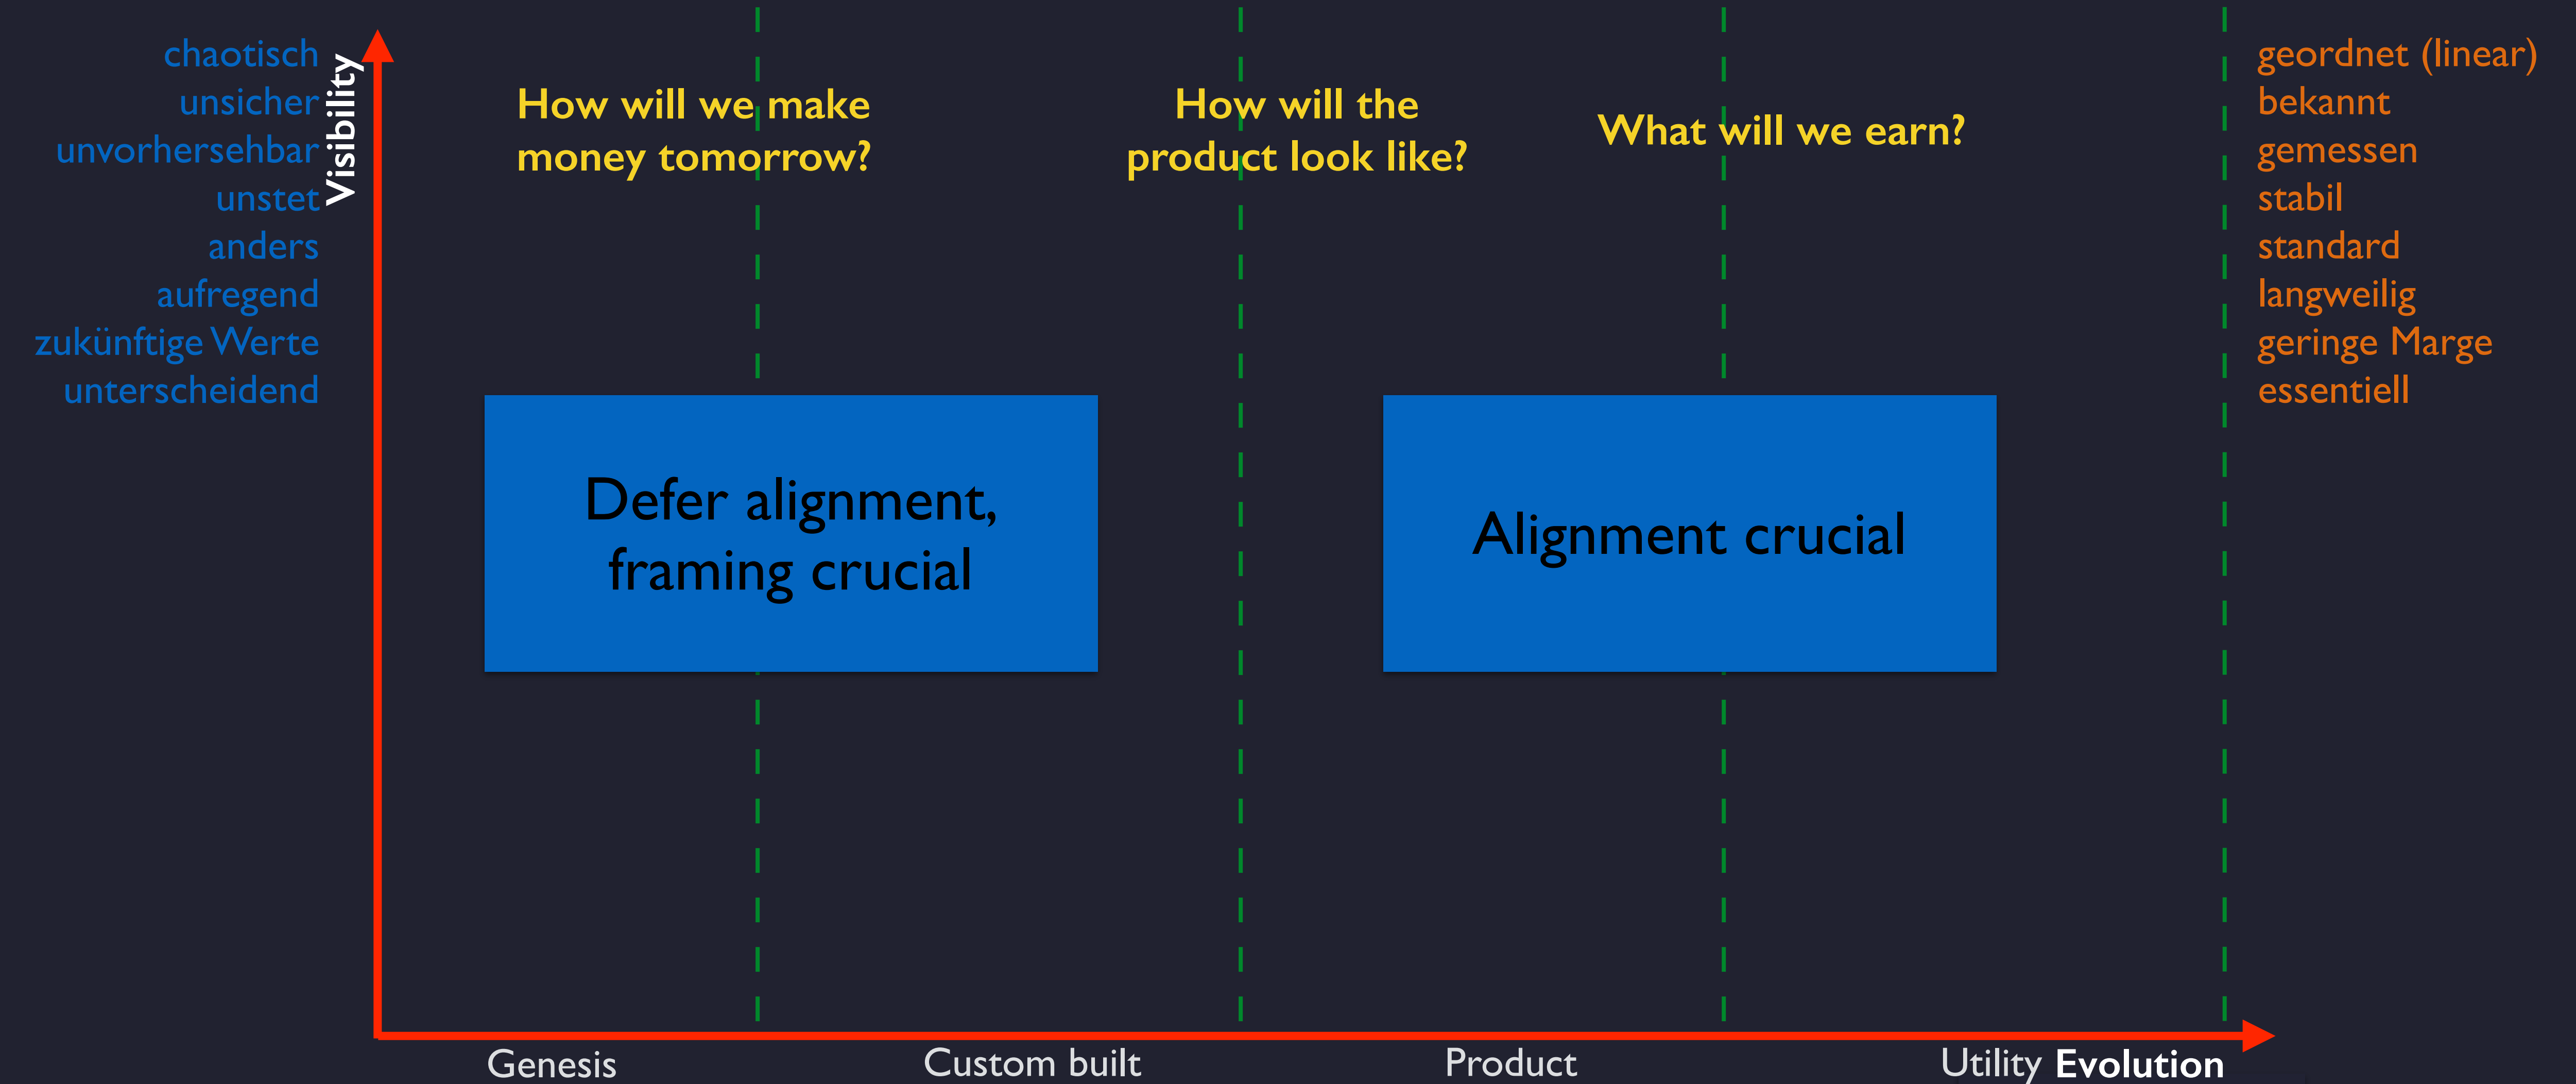 chaotisch
unsicher
unvorhersehbar
unstet
anders
aufregend
zukünftige Werte
unterscheidend
Visibility
How will we make
money tomorrow?
How will the
product look like?
What will we earn?
geordnet (linear)
bekannt
gemessen
stabil
standard
langweilig
geringe Marge
essentiell
Defer alignment,
framing crucial
Alignment crucial
Genesis
Custom built
Product
Utility
Evolution